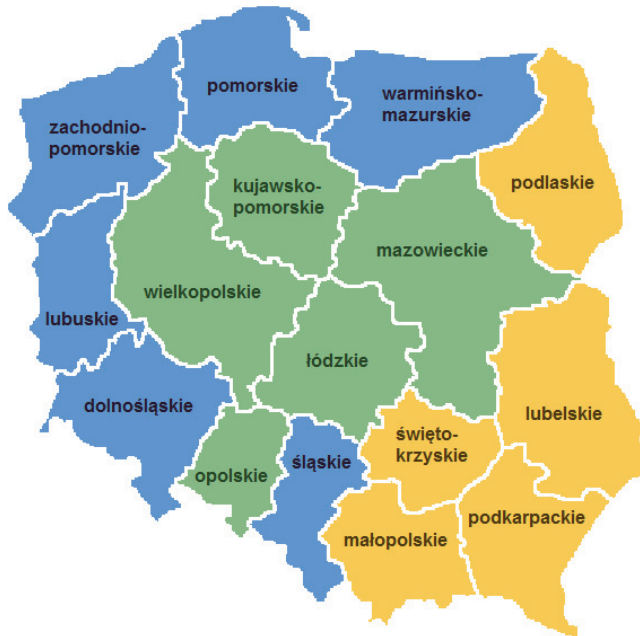 pomorskie
warmińsko-
mazurskie
zachodnio-
pomorskie
podlaskie
kujawsko-
pomorskie
mazowieckie
wielkopolskie
lubuskie
łódzkie
dolnośląskie
lubelskie
święto-
krzyskie
śląskie
opolskie
podkarpackie
małopolskie